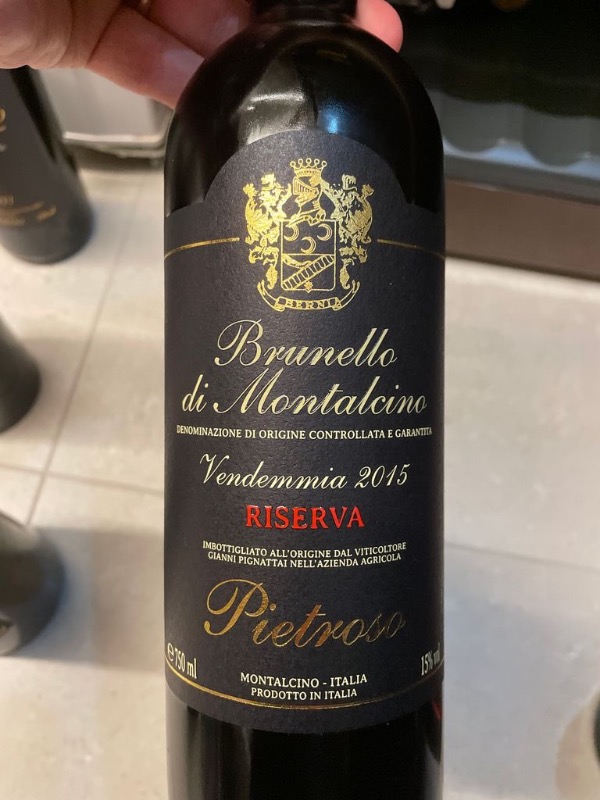 BERNI
Brunello
di Montalcino
DENOMINAZIONE DI ORIGINE CONTROLLATA E GARANTITA
Vendemmia 2015
RISERVA
IMBOTTIGLIATO ALL'ORIGINE DAL VITICOLTORE
GIANNI PIGNATTAI NELL'AZIENDA AGRICOLA
Pietroso
e 750 ml
15% vol
MONTALCINO - ITALIA
PRODOTTO IN ITALIA